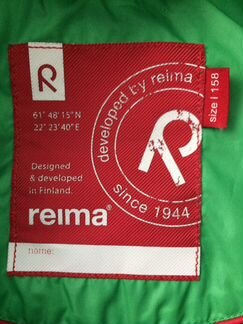 R
61° 48' 15" N
22° 23' 40" E
developed by reima
R
since 1944
size | 158
Designed
& developed
in Finland.
reima®
name: